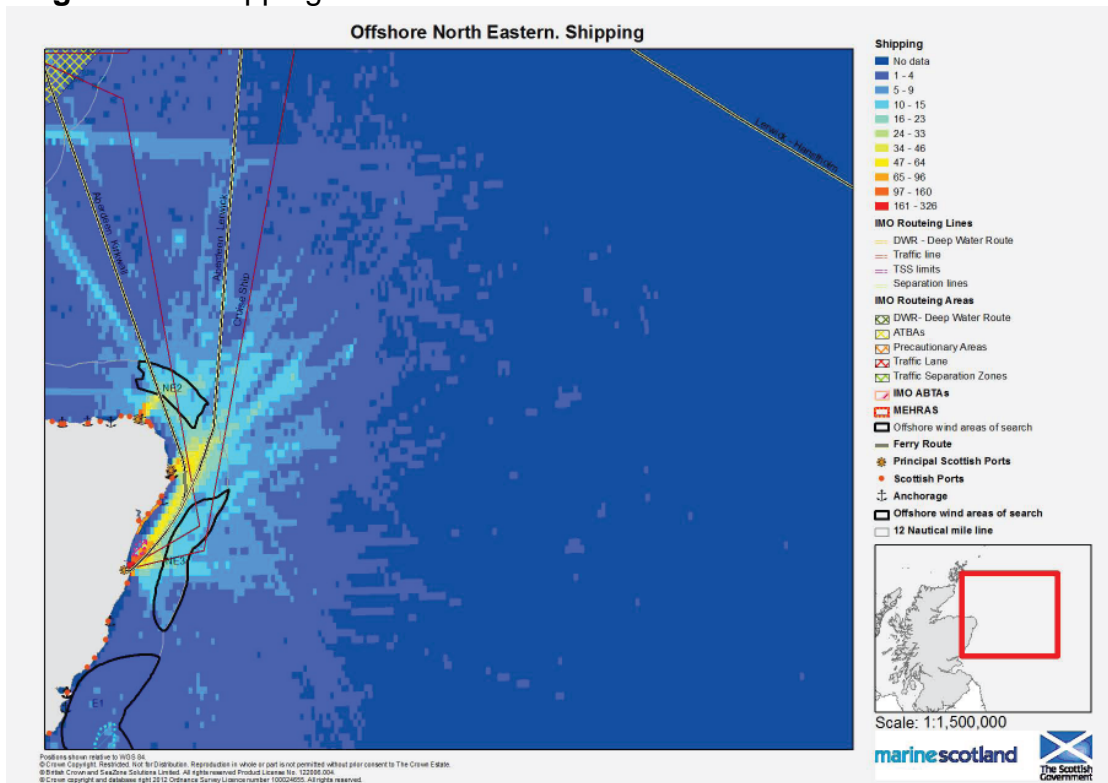 Offshore North Eastern. Shipping
Shipping
No data
1 - 4
5 - 9
10 - 15
16 - 23
24 - 33
34 - 46
47 - 64
65 - 96
97 - 160
161 - 326
IMO Routeing Lines
DWR - Deep Water Route
Traffic line
TSS limits
Separation lines
IMO Routeing Areas
DWR- Deep Water Route
ATBAs
Precautionary Areas
Traffic Lane
Traffic Separation Zones
IMO ABTAs
MEHRAS
Offshore wind areas of search
Ferry Route
Principal Scottish Ports
Scottish Ports
Anchorage
Offshore wind areas of search
12 Nautical mile line
Aberdeen Kirkwall
Aberdeen Lerwick
Cruise Ship
Lerwick - Hanstholm
NE2
NE3
E1
Scale: 1:1,500,000
marinescotland
The Scottish
Government
Positions shown relative to WGS 84.
© Crown Copyright. Restricted. Not for Distribution. Reproduction in whole or part is not permitted without prior consent to The Crown Estate.
© British Crown and SeaZone Solutions Limited. All rights reserved Product License No. 122006.004.
© Crown copyright and database right 2012 Ordnance Survey Licence number 100024655. All rights reserved.